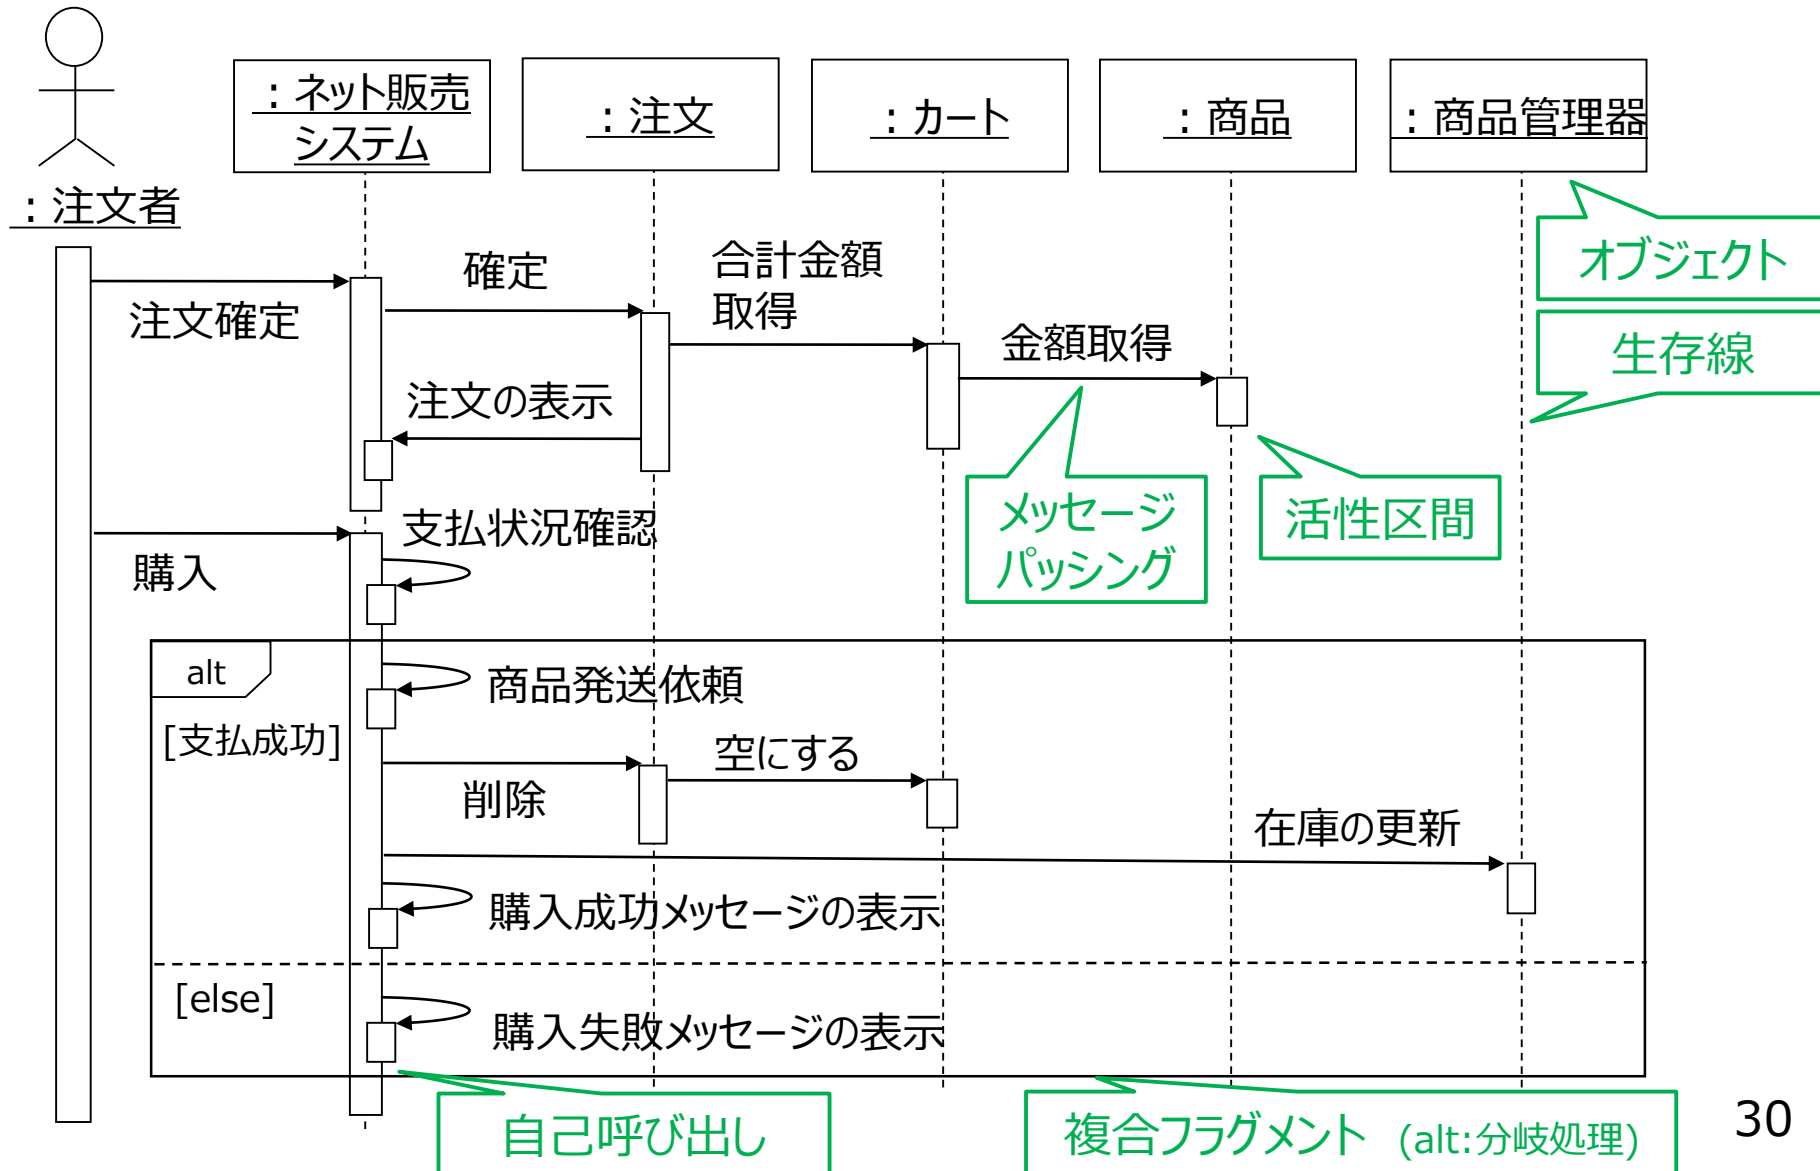 ：ネット販売
システム
：注文
：カート
：商品
：商品管理器
：注文者
オブジェクト
生存線
注文確定
確定
合計金額
取得
金額取得
注文の表示
メッセージ
パッシング
活性区間
購入
支払状況確認
alt
[支払成功]
商品発送依頼
削除
空にする
在庫の更新
購入成功メッセージの表示
[else]
購入失敗メッセージの表示
自己呼び出し
複合フラグメント (alt:分岐処理)
30